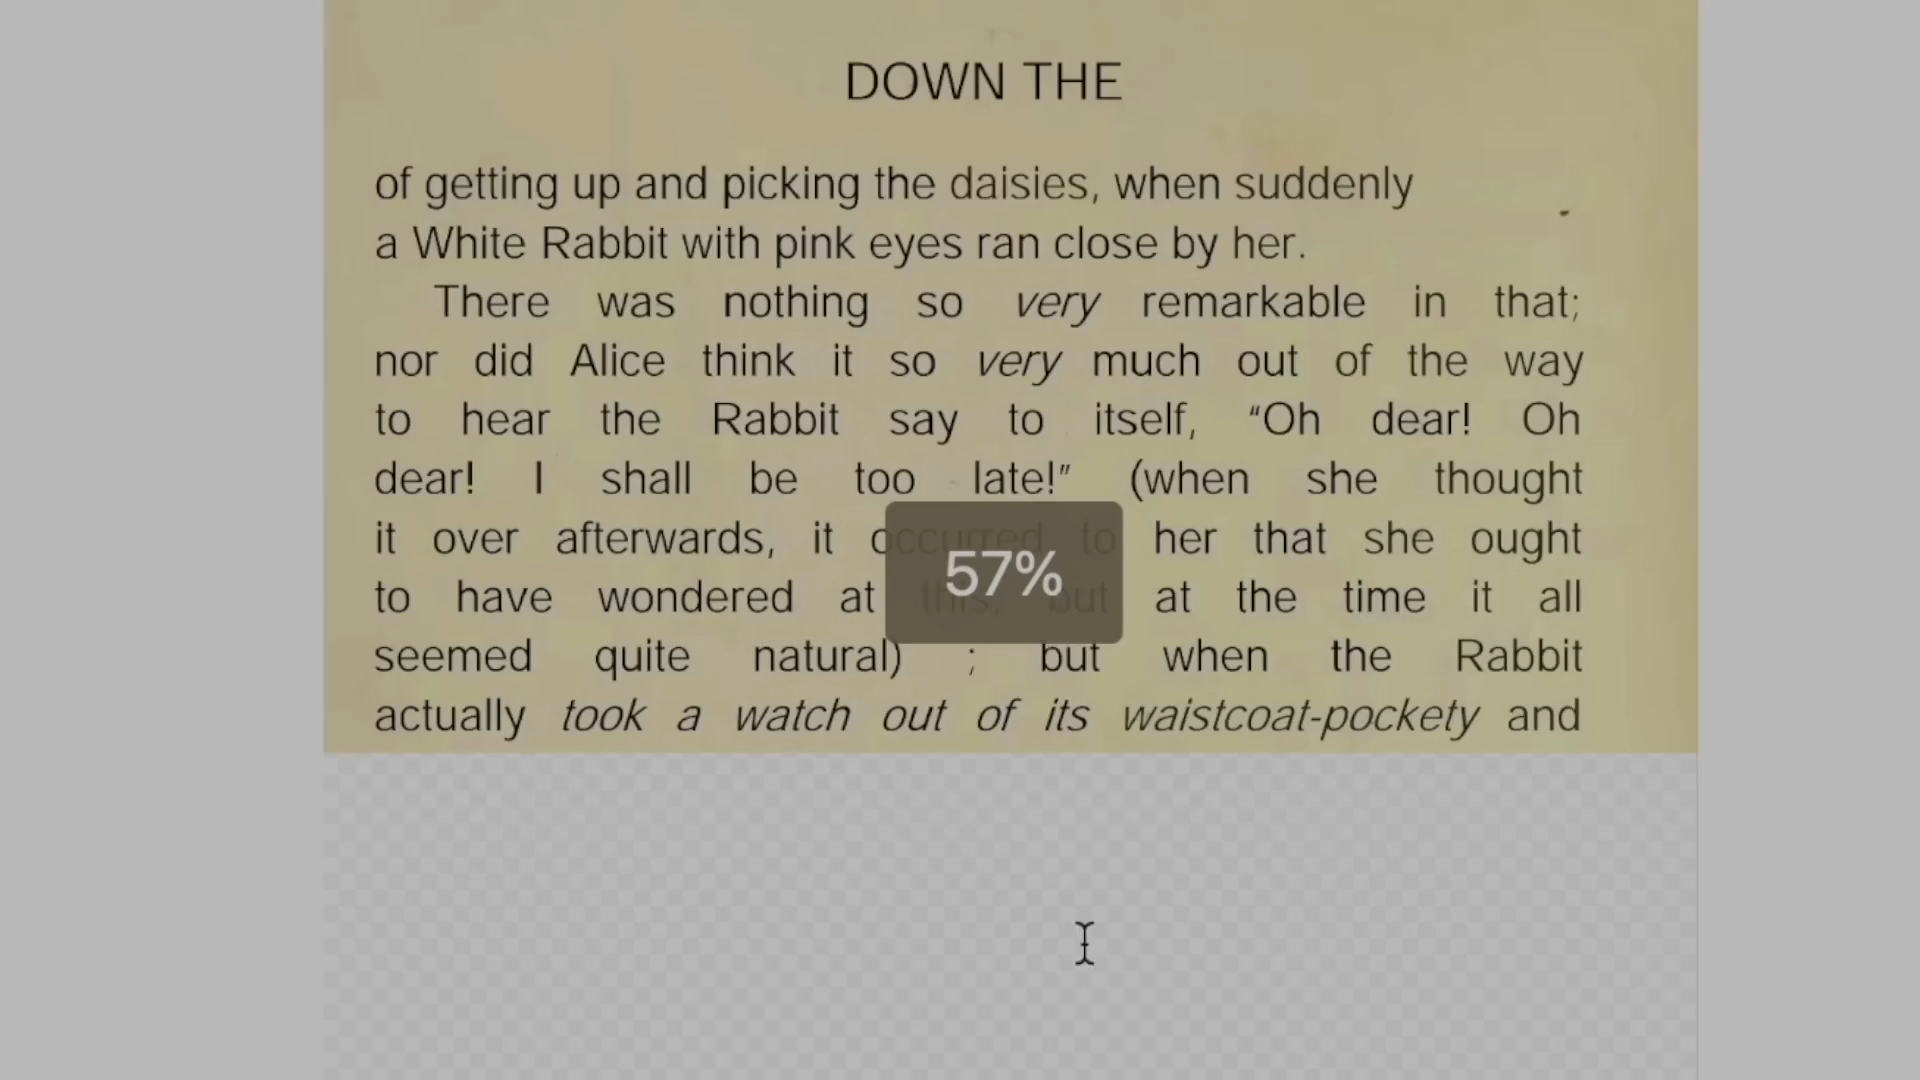 DOWN THE
of getting up and picking the daisies, when suddenly
a White Rabbit with pink eyes ran close by her.
There was nothing so very remarkable in that;
nor did Alice think it so very much out of the way
to hear the Rabbit say to itself, “Oh dear! Oh
dear! I shall be too late!” (when she thought
it over afterwards, it occurred to her that she ought
to have wondered at this, but at the time it all
seemed quite natural) ; but when the Rabbit
actually took a watch out of its waistcoat-pockety and
57%